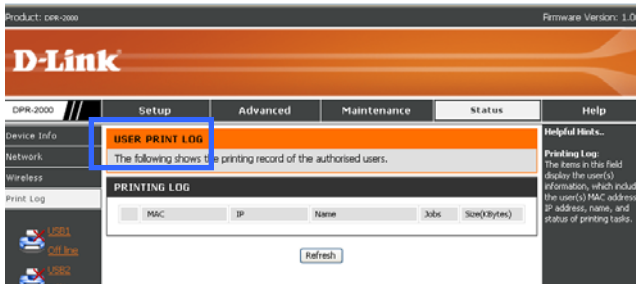 Product: DPR-2000
Firmware Version: 1.0
D-Link
DPR-2000
Setup
Advanced
Maintenance
Status
Help
Device Info
Network
Wireless
Print Log
USB1
Off line
USB2
USER PRINT LOG
The following shows the printing record of the authorised users.
PRINTING LOG
MAC IP Name Jobs Size(KBytes)
Refresh
Helpful Hints..
Printing Log:
The items in this field
display the user(s)
information, which includ
the user(s) MAC address
IP address, name, and
status of printing tasks.